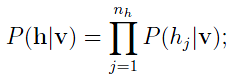 P(h|v) = ∏_{j=1}^{n_h} P(h_j|v);